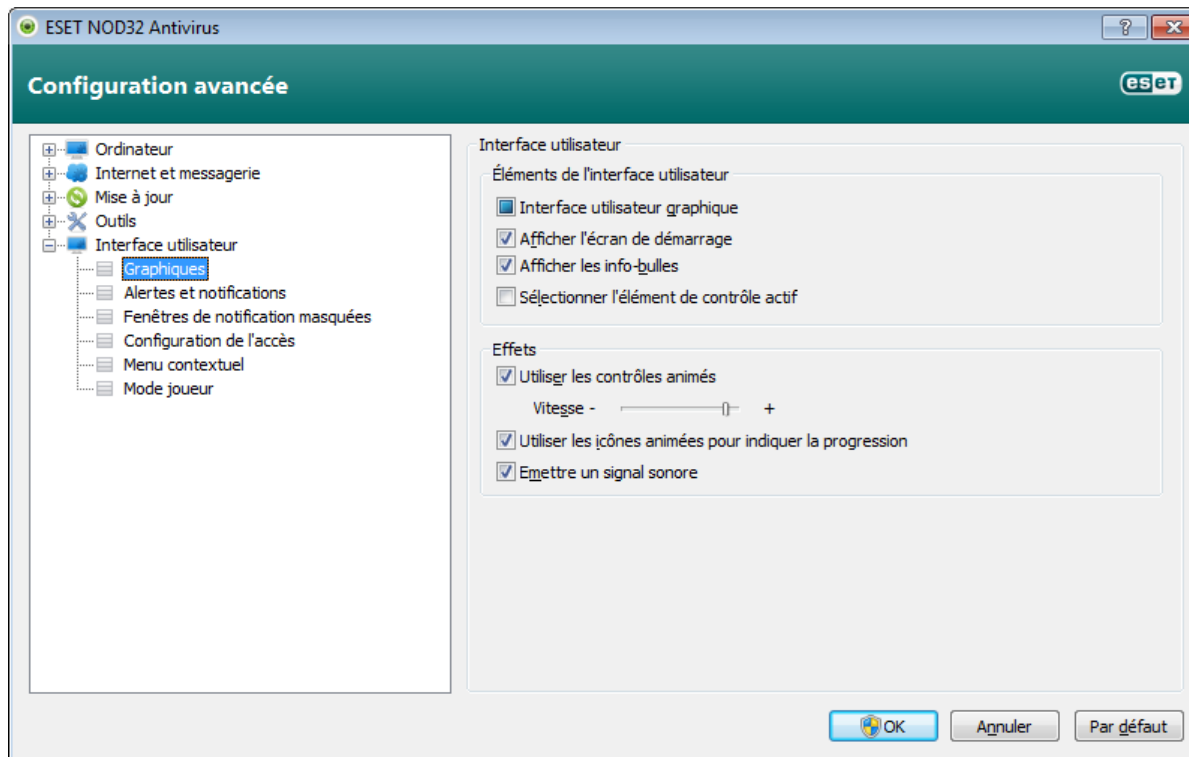 ESET NOD32 Antivirus
Configuration avancée
eseT
Ordinateur
Internet et messagerie
Mise à jour
Outils
Interface utilisateur
Graphiques
Alertes et notifications
Fenêtres de notification masquées
Configuration de l'accès
Menu contextuel
Mode joueur
Interface utilisateur
Éléments de l'interface utilisateur
Interface utilisateur graphique
Afficher l'écran de démarrage
Afficher les info-bulles
Sélectionner l'élément de contrôle actif
Effets
Utiliser les contrôles animés
Vitesse - +
Utiliser les icônes animées pour indiquer la progression
Emettre un signal sonore
OK Annuler Par défaut